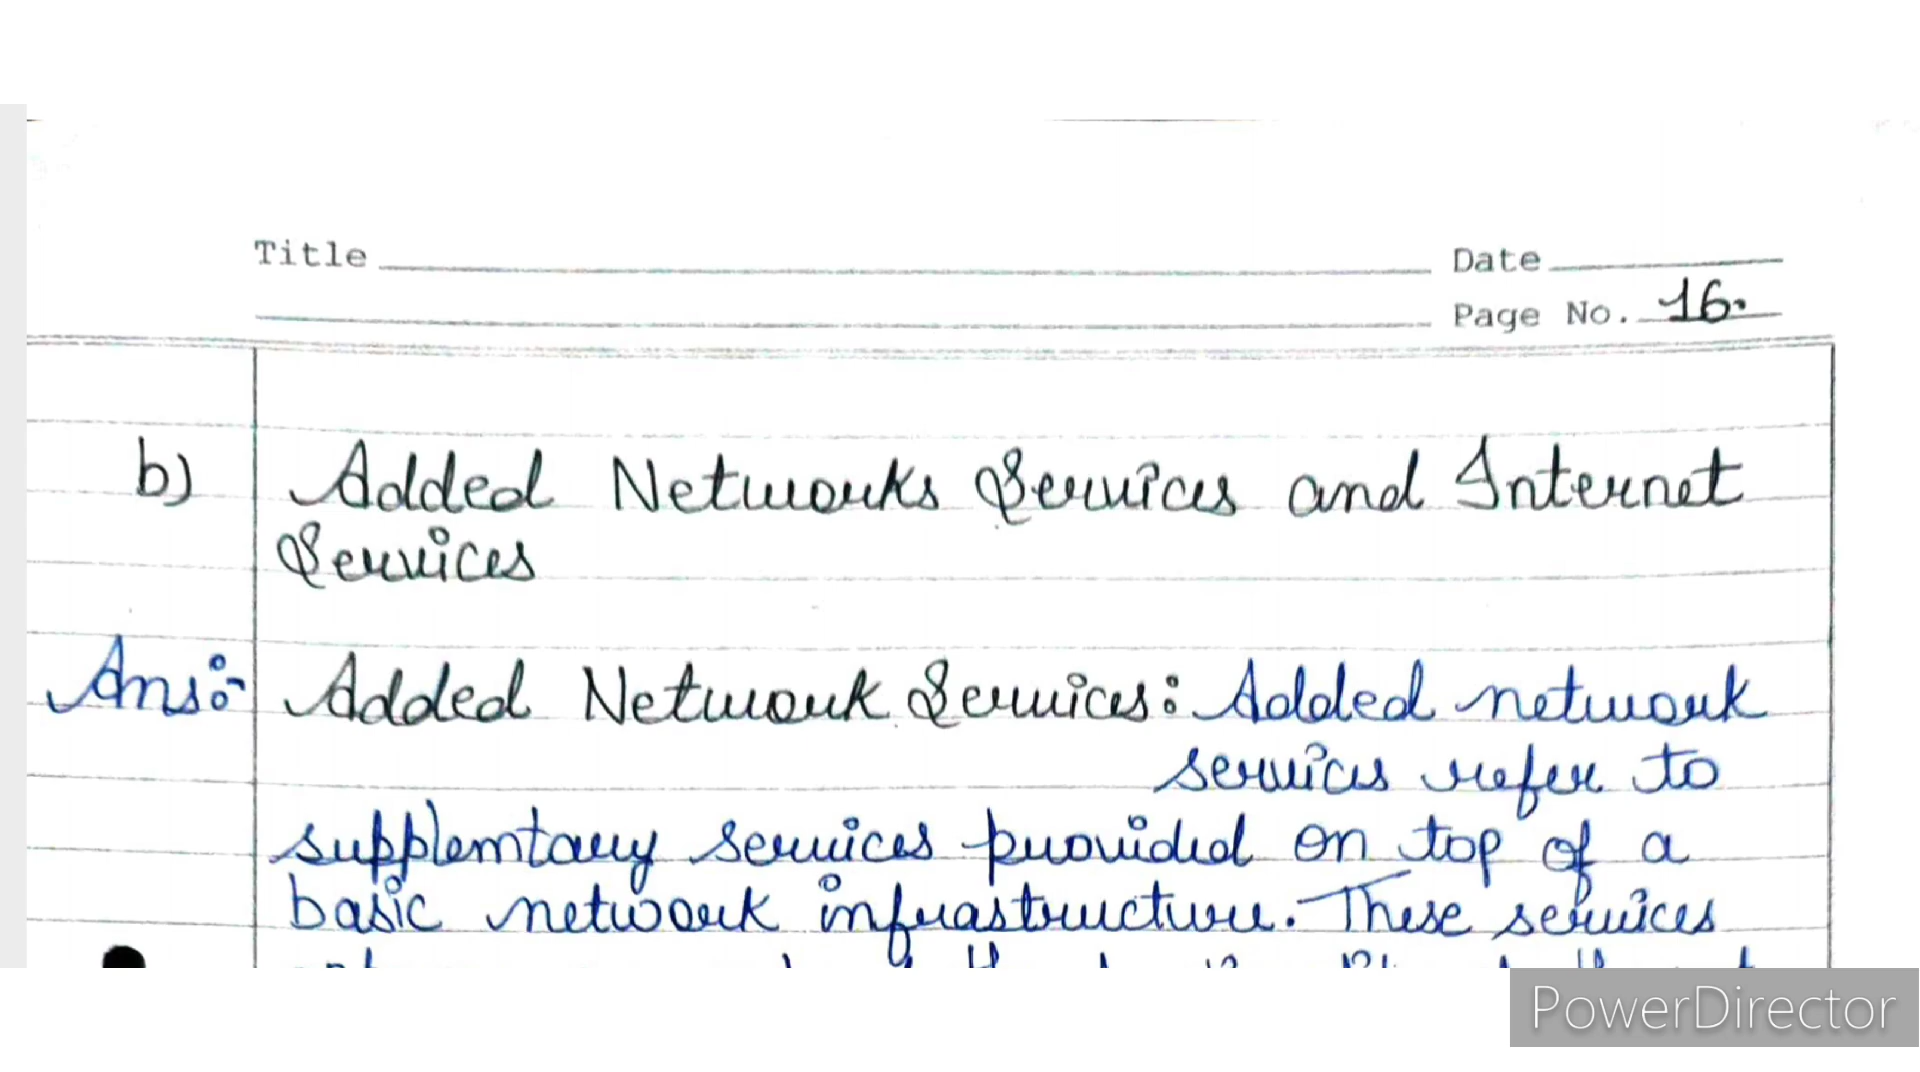 Title
Date
Page No. 16.
b) Added Networks Services and Internet
Services
Ans:- Added Network Services: Added network
services refer to
supplemtary services provided on top of a
basic network infrastructure. These services
PowerDirector